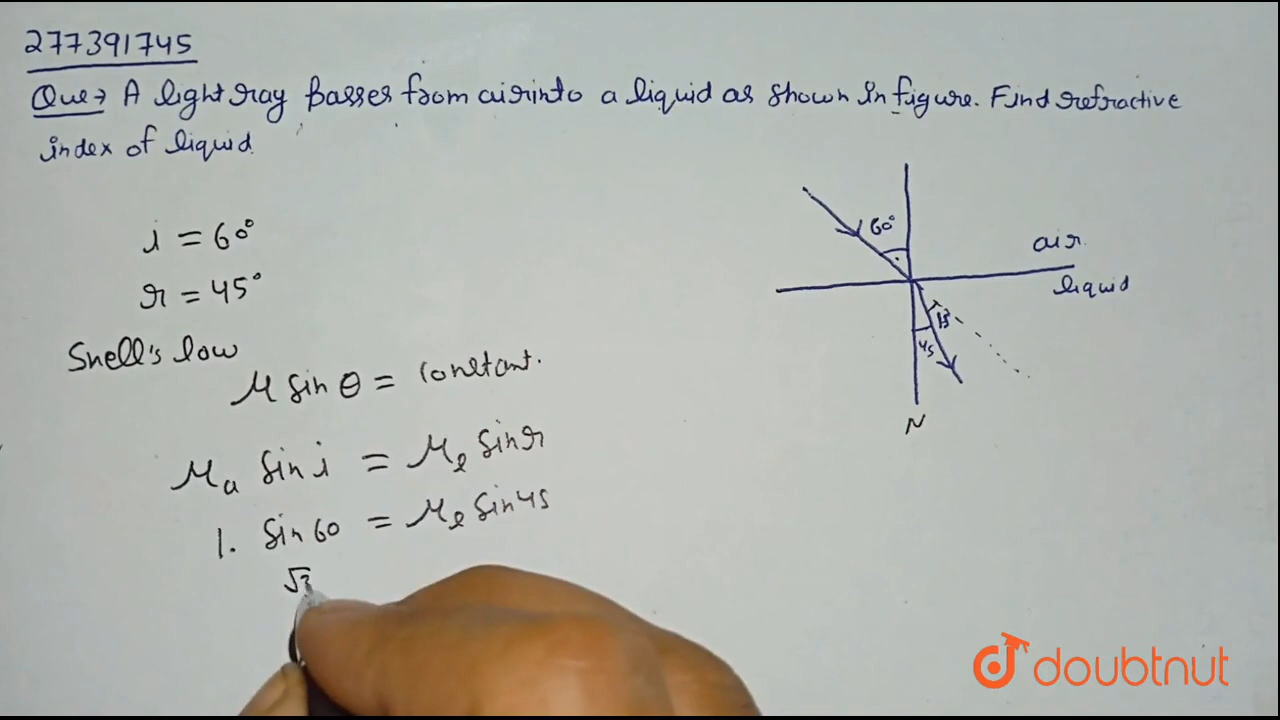 277391745
Que→ A light ray Passes from air into a liquid as shown in figure. Find refractive
index of liquid.
i = 60°
r = 45°
Snell's low
μ sin θ = constant.
μa sin i = μl sin r
1. sin 60 = μl sin 45
√3
60°
air
liquid
15
45
N
doubtnut